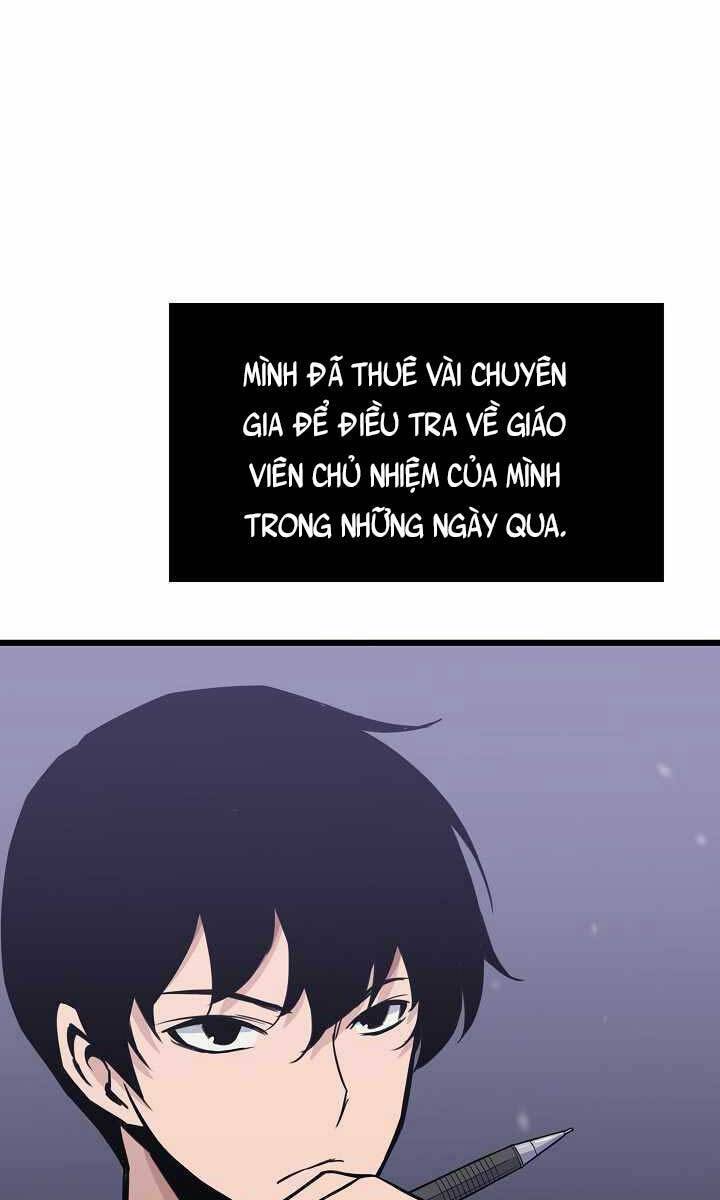 MÌNH ĐÃ THUÊ VÀI CHUYÊN
GIA ĐỂ ĐIỀU TRA VỀ GIÁO
VIÊN CHỦ NHIỆM CỦA MÌNH
TRONG NHỮNG NGÀY QUA.